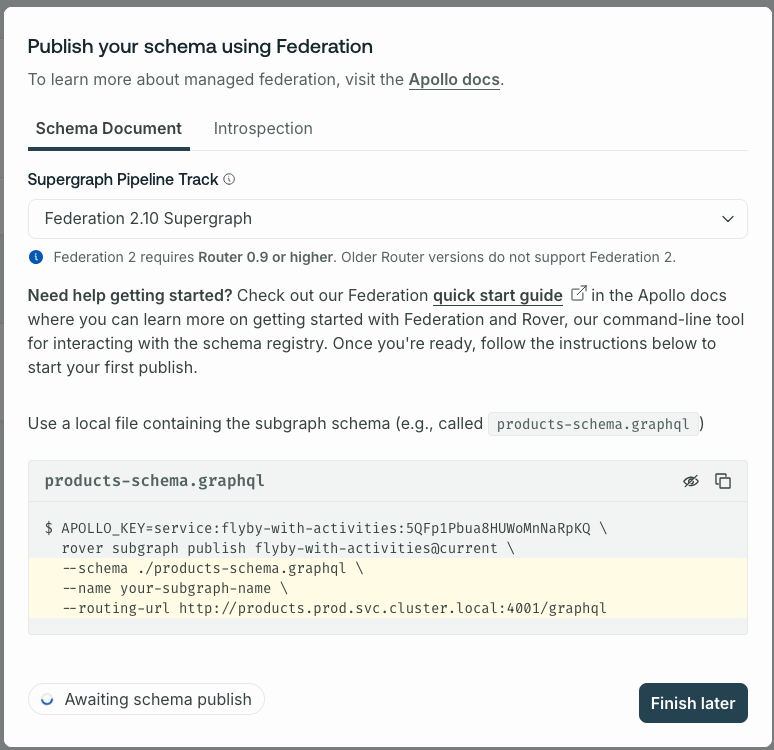 Publish your schema using Federation
To learn more about managed federation, visit the Apollo docs.
Schema Document Introspection
Supergraph Pipeline Track
Federation 2.10 Supergraph
Federation 2 requires Router 0.9 or higher. Older Router versions do not support Federation 2.
Need help getting started? Check out our Federation quick start guide in the Apollo docs
where you can learn more on getting started with Federation and Rover, our command-line tool
for interacting with the schema registry. Once you're ready, follow the instructions below to
start your first publish.
Use a local file containing the subgraph schema (e.g., called products-schema.graphql)
products-schema.graphql
$ APOLLO_KEY=service:flyby-with-activities:5QFp1Pbua8HUWoMnNaRpKQ \
rover subgraph publish flyby-with-activities@current \
--schema ./products-schema.graphql \
--name your-subgraph-name \
--routing-url http://products.prod.svc.cluster.local:4001/graphql
Awaiting schema publish
Finish later